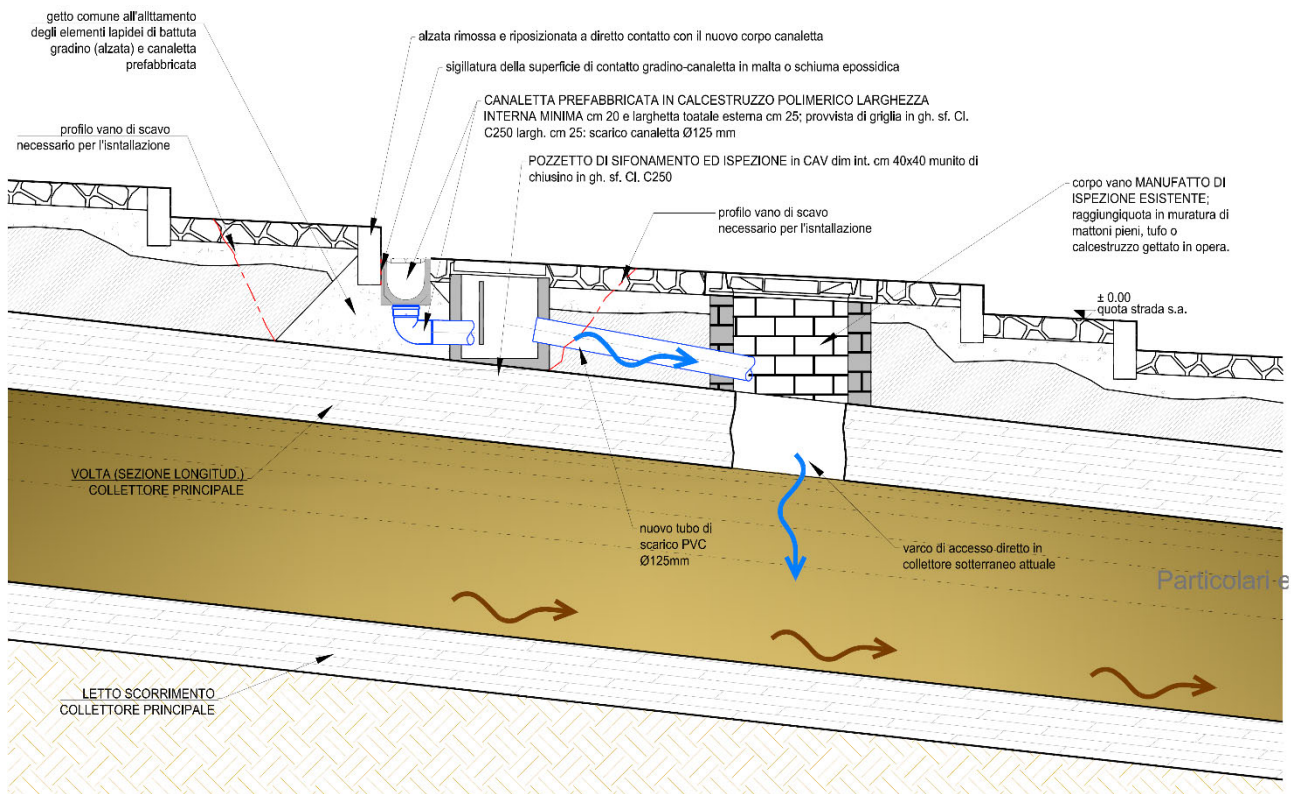 getto comune all'alittamento
degli elementi lapidei di battuta
gradino (alzata) e canaletta
prefabbricata
alzata rimossa e riposizionata a diretto contatto con il nuovo corpo canaletta
sigillatura della superficie di contatto gradino-canaletta in malta o schiuma epossidica
CANALETTA PREFABBRICATA IN CALCESTRUZZO POLIMERICO LARGHEZZA
INTERNA MINIMA cm 20 e larghetta toatale esterna cm 25; provvista di griglia in gh. sf. Cl.
C250 largh. cm 25: scarico canaletta Ø125 mm
profilo vano di scavo
necessario per l'isntallazione
POZZETTO DI SIFONAMENTO ED ISPEZIONE in CAV dim int. cm 40x40 munito di
chiusino in gh. sf. Cl. C250
corpo vano MANUFATTO DI
ISPEZIONE ESISTENTE;
raggiungiquota in muratura di
mattoni pieni, tufo o
calcestruzzo gettato in opera.
profilo vano di scavo
necessario per l'isntallazione
± 0.00
quota strada s.a.
VOLTA (SEZIONE LONGITUD.)
COLLETTORE PRINCIPALE
nuovo tubo di
scarico PVC
Ø125mm
varco di accesso diretto in
collettore sotterraneo attuale
Particolari e
LETTO SCORRIMENTO
COLLETTORE PRINCIPALE